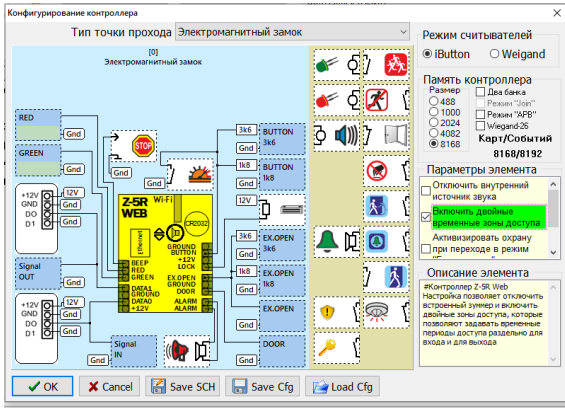 Конфигурирование контроллера
Тип точки прохода Электромагнитный замок
[0]
Электромагнитный замок
RED
Gnd
GREEN
Gnd
+12V
GND
DO
D1
12V
Gnd
Signal
OUT
Gnd
+12V
GND
DO
D1
12V
Gnd
STOP
Gnd
Gnd
Z-5R
WEB
Wi-Fi
CR2032
Ethernet
GROUND
BUTTON
+12V
LOCK
BEEP
RED
GREEN
EX.OPEN
GROUND
DOOR
DATA1
GROUND
DATA0
+12V
ALARM
ALARM
Signal
IN
Gnd
3k6
BUTTON
3k6
Gnd
1k8
BUTTON
1k8
Gnd
12V
3k6
EX.OPEN
3k6
Gnd
1k8
EX.OPEN
1k8
Gnd
EX.OPEN
Gnd
DOOR
Gnd
Режим считывателей
iButton
Weigand
Память контроллера
Размер
488
1000
2024
4082
8168
Два банка
Режим "Join"
Режим "APB"
Wiegand-26
Карт/Событий
8168/8192
Параметры элемента
Отключить внутренний
источник звука
Включить двойные
временные зоны доступа
Активизировать охрану
при переходе в режим
Описание элемента
#Контроллер Z-5R Web
Настройка позволяет отключить
встроенный зуммер и включить
двойные зоны доступа, которые
позволяют задавать временные
периоды доступа раздельно для
входа и для выхода
OK
Cancel
Save SCH
Save Cfg
Load Cfg